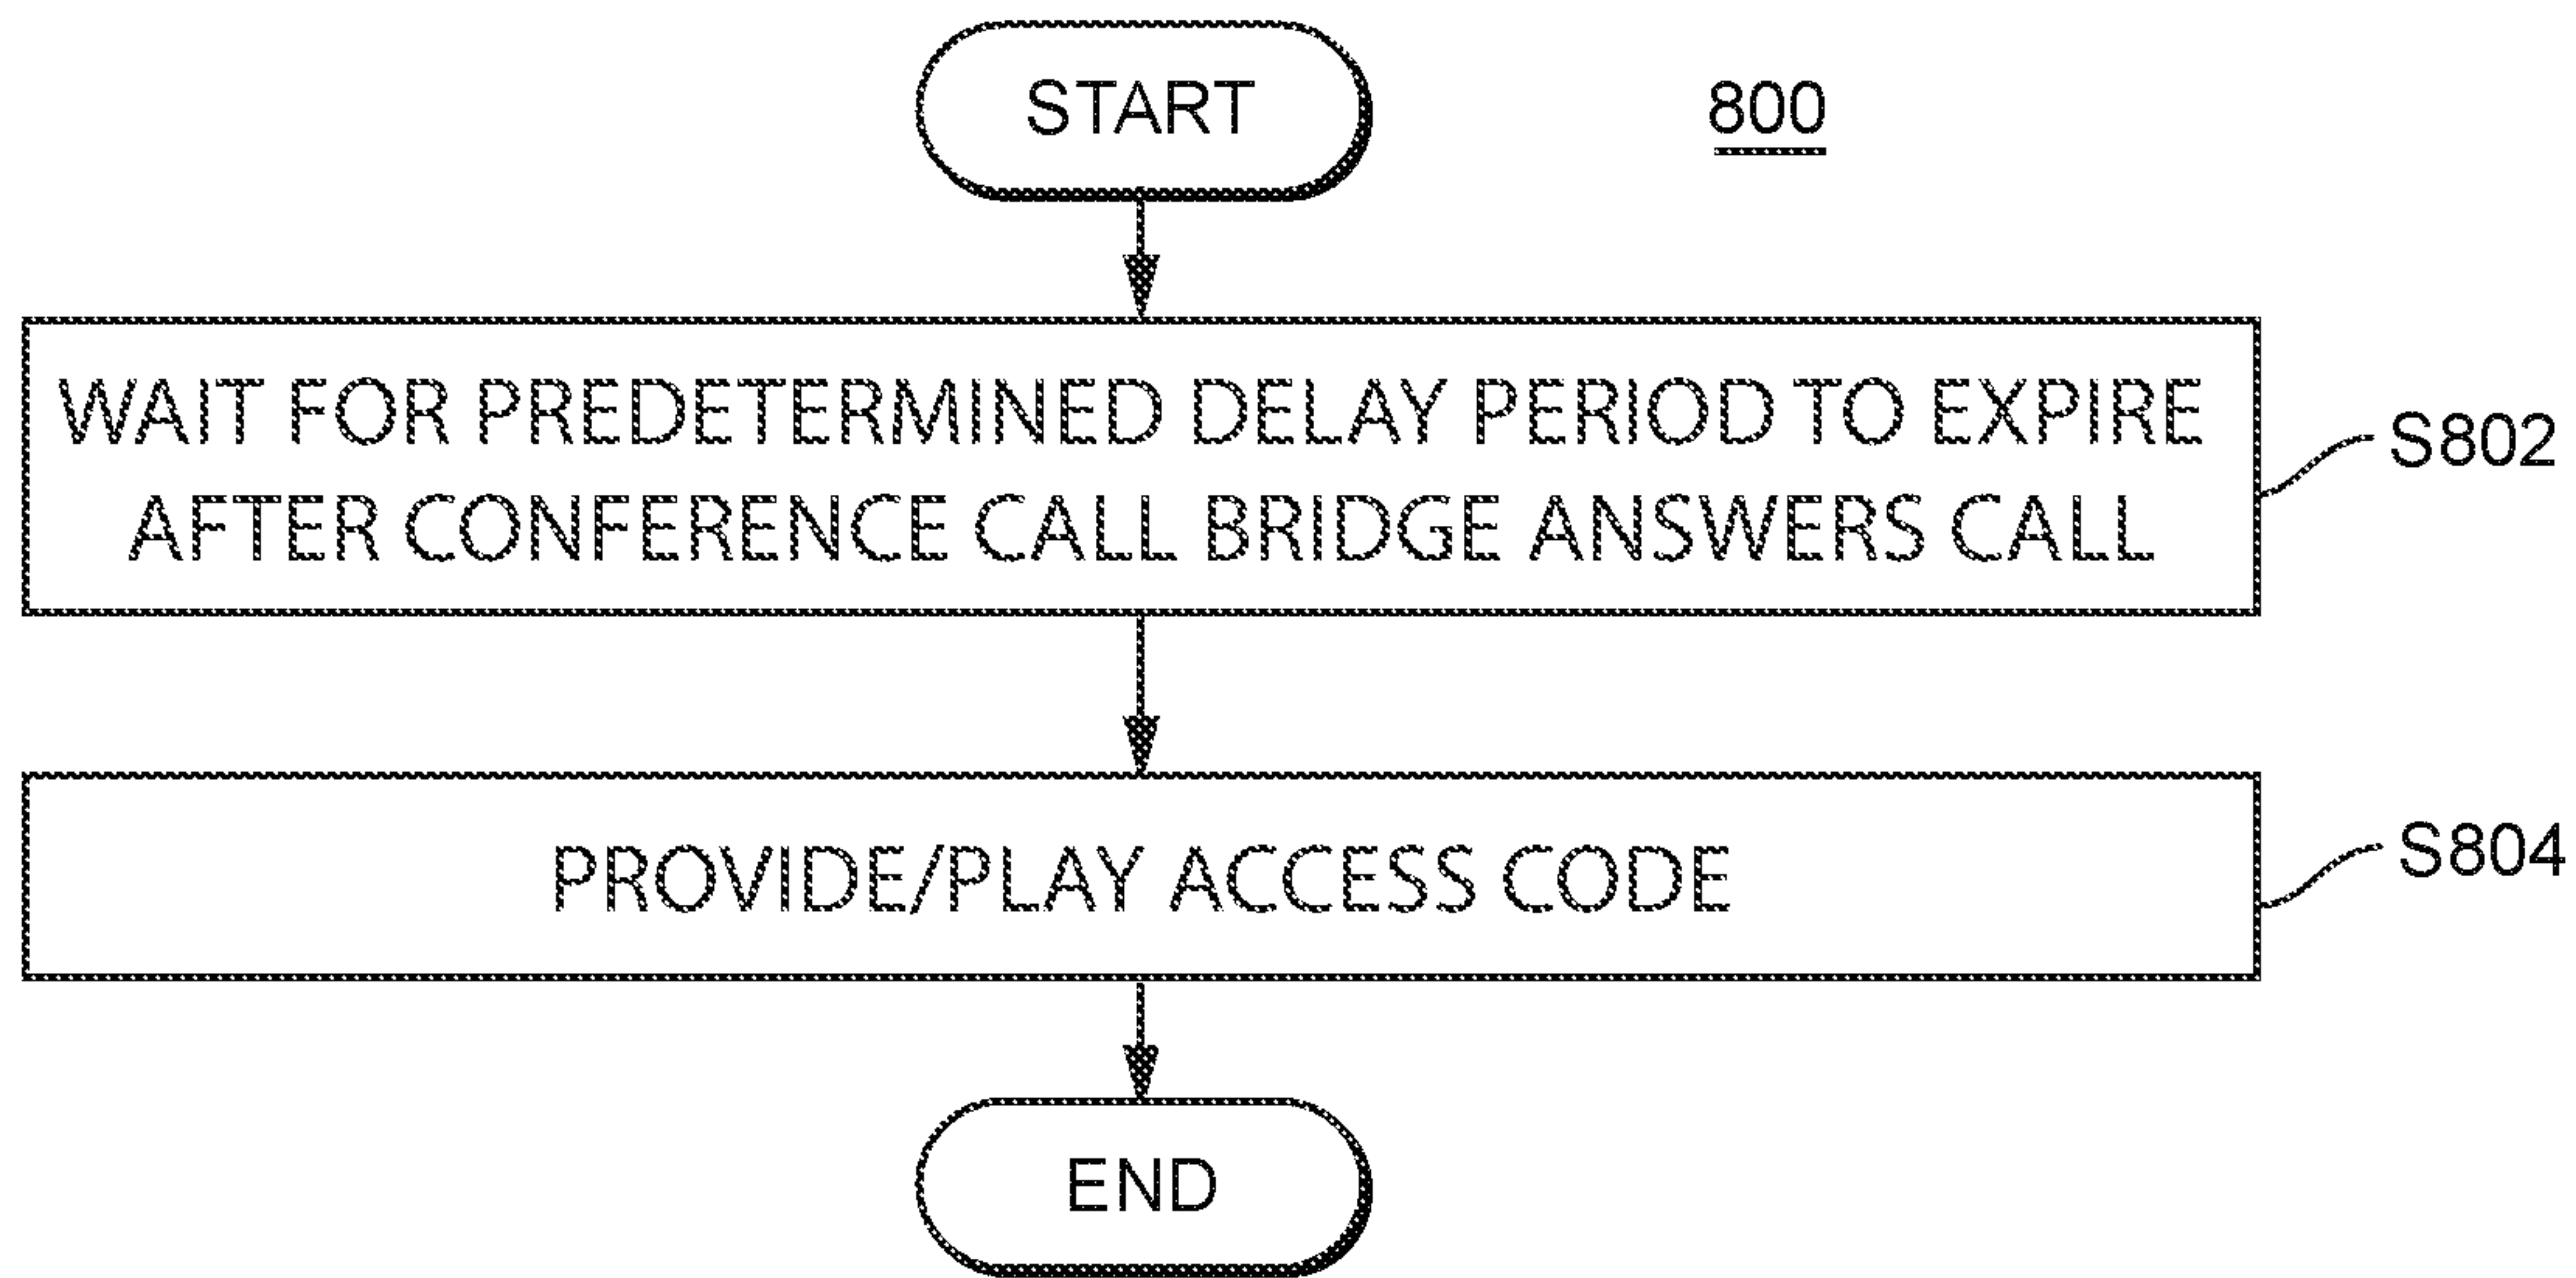 START
800
WAIT FOR PREDETERMINED DELAY PERIOD TO EXPIRE
AFTER CONFERENCE CALL BRIDGE ANSWERS CALL
S802
PROVIDE/PLAY ACCESS CODE
S804
END